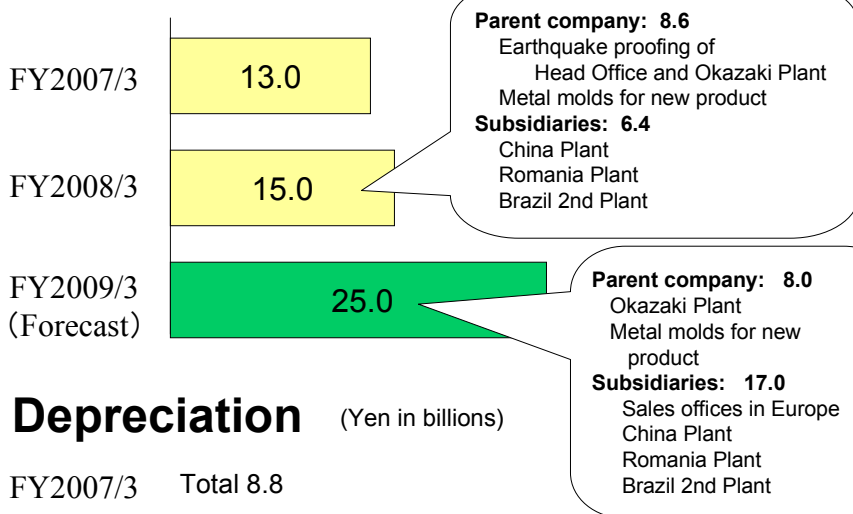 FY2007/3
13.0
FY2008/3
15.0
Parent company: 8.6
Earthquake proofing of
Head Office and Okazaki Plant
Metal molds for new product
Subsidiaries: 6.4
China Plant
Romania Plant
Brazil 2nd Plant
FY2009/3
(Forecast)
25.0
Parent company: 8.0
Okazaki Plant
Metal molds for new
product
Subsidiaries: 17.0
Sales offices in Europe
China Plant
Romania Plant
Brazil 2nd Plant
Depreciation (Yen in billions)
FY2007/3 Total 8.8